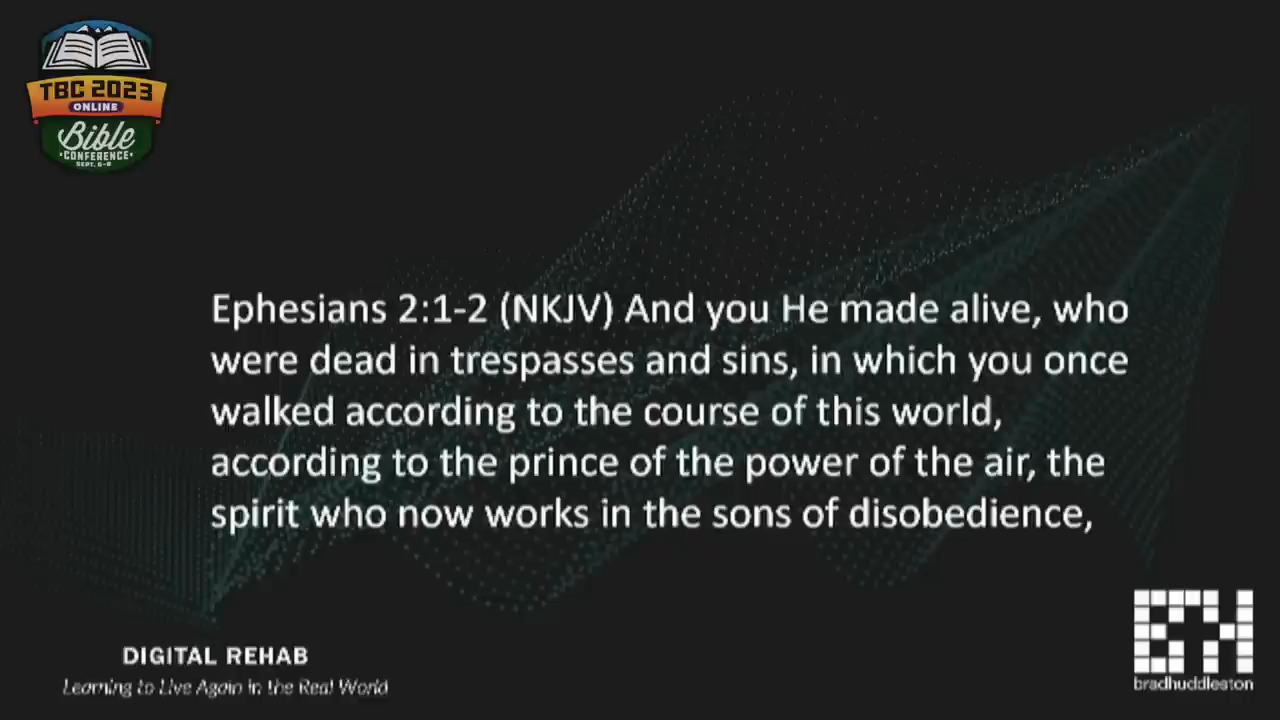 TBC 2023
ONLINE
Bible
CONFERENCE
SEPT. 6-8
Ephesians 2:1-2 (NKJV) And you He made alive, who
were dead in trespasses and sins, in which you once
walked according to the course of this world,
according to the prince of the power of the air, the
spirit who now works in the sons of disobedience,
DIGITAL REHAB
Learning to Live Again in the Real World
bradhuddleston